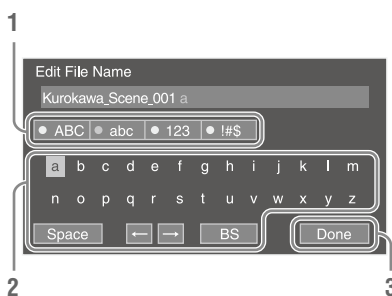 1
Edit File Name
Kurokawa_Scene_001 a
ABC abc 123 !#$
a b c d e f g h i j k l m
n o p q r s t u v w x y z
Space ← → BS Done
2 3